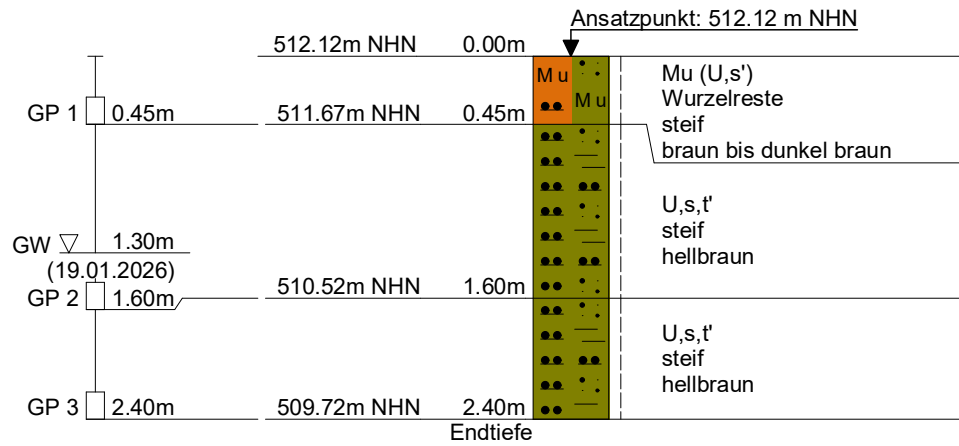 Ansatzpunkt: 512.12 m NHN
512.12m NHN 0.00m
Mu
Mu
Mu (U,s')
Wurzelreste
steif
braun bis dunkel braun
GP 1 0.45m 511.67m NHN 0.45m
U,s,t'
steif
hellbraun
GW 1.30m
(19.01.2026)
GP 2 1.60m 510.52m NHN 1.60m
U,s,t'
steif
hellbraun
GP 3 2.40m 509.72m NHN 2.40m
Endtiefe